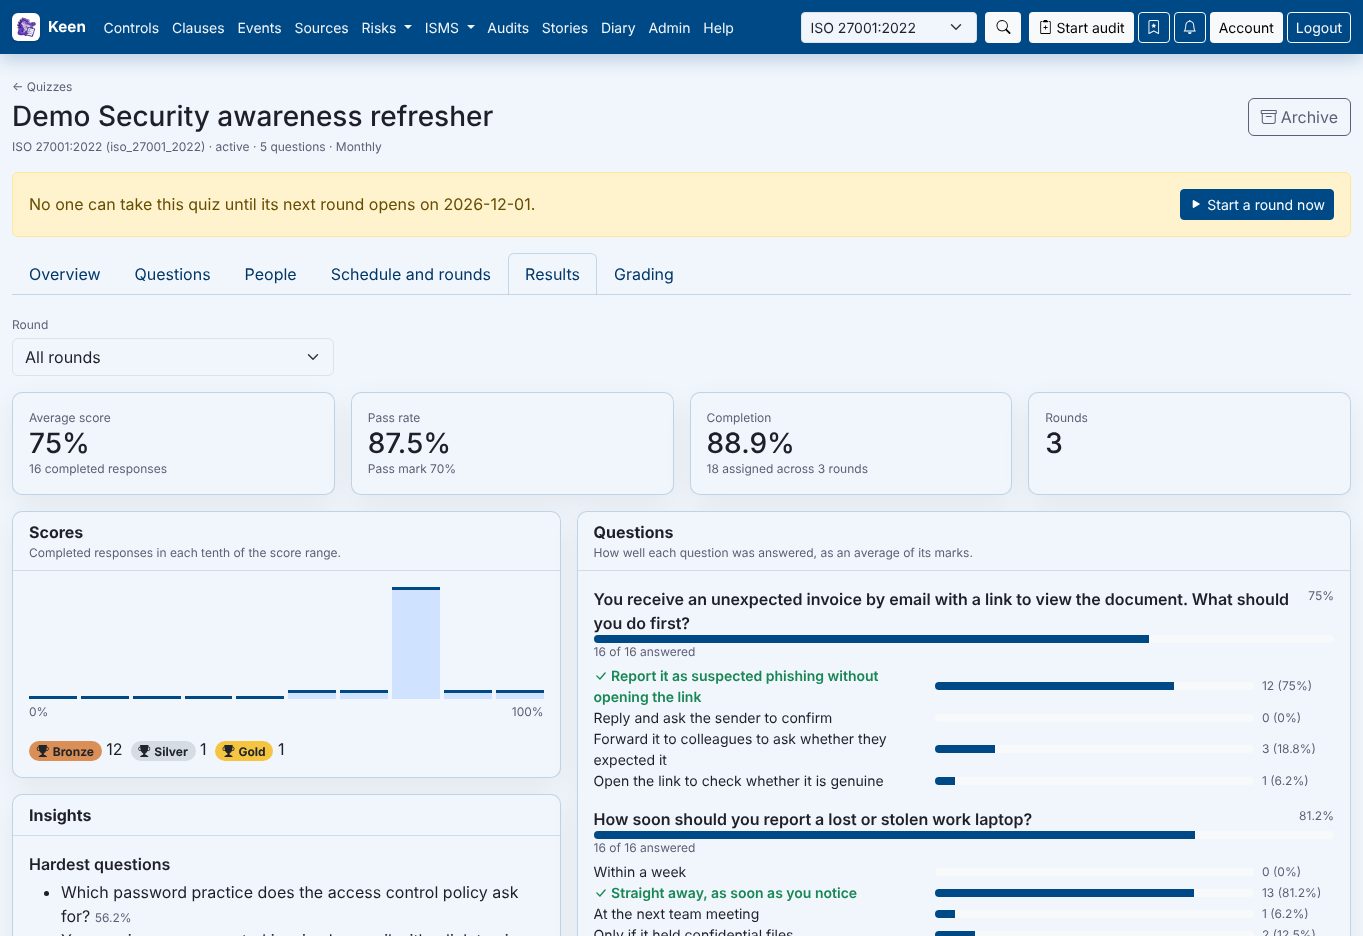 Keen Controls Clauses Events Sources Risks ISMS Audits Stories Diary Admin Help ISO 27001:2022 Start audit Account Logout
← Quizzes
Demo Security awareness refresher
Archive
ISO 27001:2022 (iso_27001_2022) · active · 5 questions · Monthly
No one can take this quiz until its next round opens on 2026-12-01.
Start a round now
Overview Questions People Schedule and rounds Results Grading
Round
All rounds
Average score
75%
16 completed responses
Pass rate
87.5%
Pass mark 70%
Completion
88.9%
18 assigned across 3 rounds
Rounds
3
Scores
Completed responses in each tenth of the score range.
0% 100%
Bronze 12 Silver 1 Gold 1
Insights
Hardest questions
• Which password practice does the access control policy ask
for? 56.2%
Questions
How well each question was answered, as an average of its marks.
You receive an unexpected invoice by email with a link to view the document. What should 75%
you do first?
16 of 16 answered
✓ Report it as suspected phishing without
opening the link
12 (75%)
Reply and ask the sender to confirm 0 (0%)
Forward it to colleagues to ask whether they
expected it
3 (18.8%)
Open the link to check whether it is genuine 1 (6.2%)
How soon should you report a lost or stolen work laptop? 81.2%
16 of 16 answered
Within a week 0 (0%)
✓ Straight away, as soon as you notice 13 (81.2%)
At the next team meeting 1 (6.2%)
Only if it held confidential files 2 (12.5%)